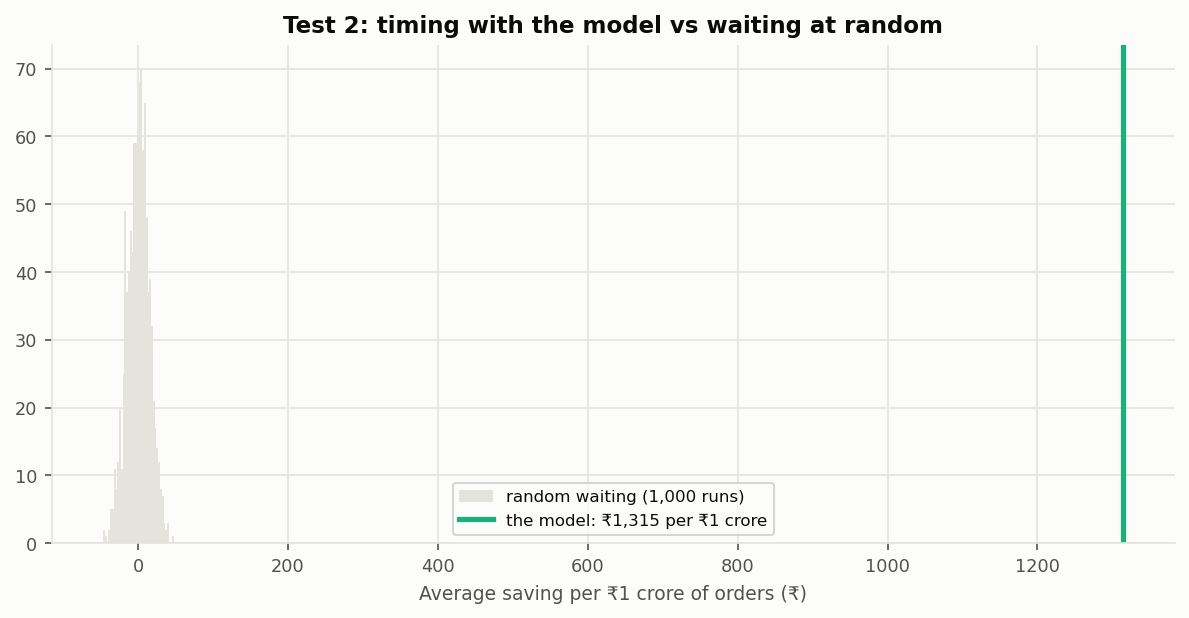 Test 2: timing with the model vs waiting at random
70
60
50
40
30
20
10
0
random waiting (1,000 runs)
the model: ₹1,315 per ₹1 crore
0 200 400 600 800 1000 1200
Average saving per ₹1 crore of orders (₹)